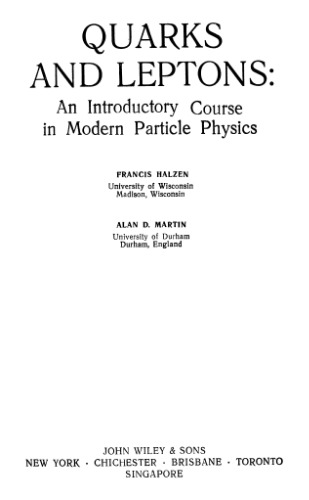 QUARKS
AND LEPTONS:
An Introductory Course
in Modern Particle Physics
FRANCIS HALZEN
University of Wisconsin
Madison, Wisconsin
ALAN D. MARTIN
University of Durham
Durham, England
JOHN WILEY & SONS
NEW YORK · CHICHESTER · BRISBANE · TORONTO
SINGAPORE